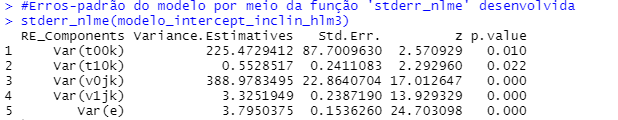 > #Erros-padrão do modelo por meio da função 'stderr_nlme' desenvolvida
> stderr_nlme(modelo_intercept_inclin_hlm3)
RE_Components Variance.Estimatives Std.Err. z p.value
1 Var(t00k) 225.4729412 87.7009630 2.570929 0.010
2 Var(t10k) 0.5528517 0.2411083 2.292960 0.022
3 Var(v0jk) 388.9783495 22.8640704 17.012647 0.000
4 Var(v1jk) 3.3251949 0.2387190 13.929329 0.000
5 Var(e) 3.7950375 0.1536260 24.703098 0.000